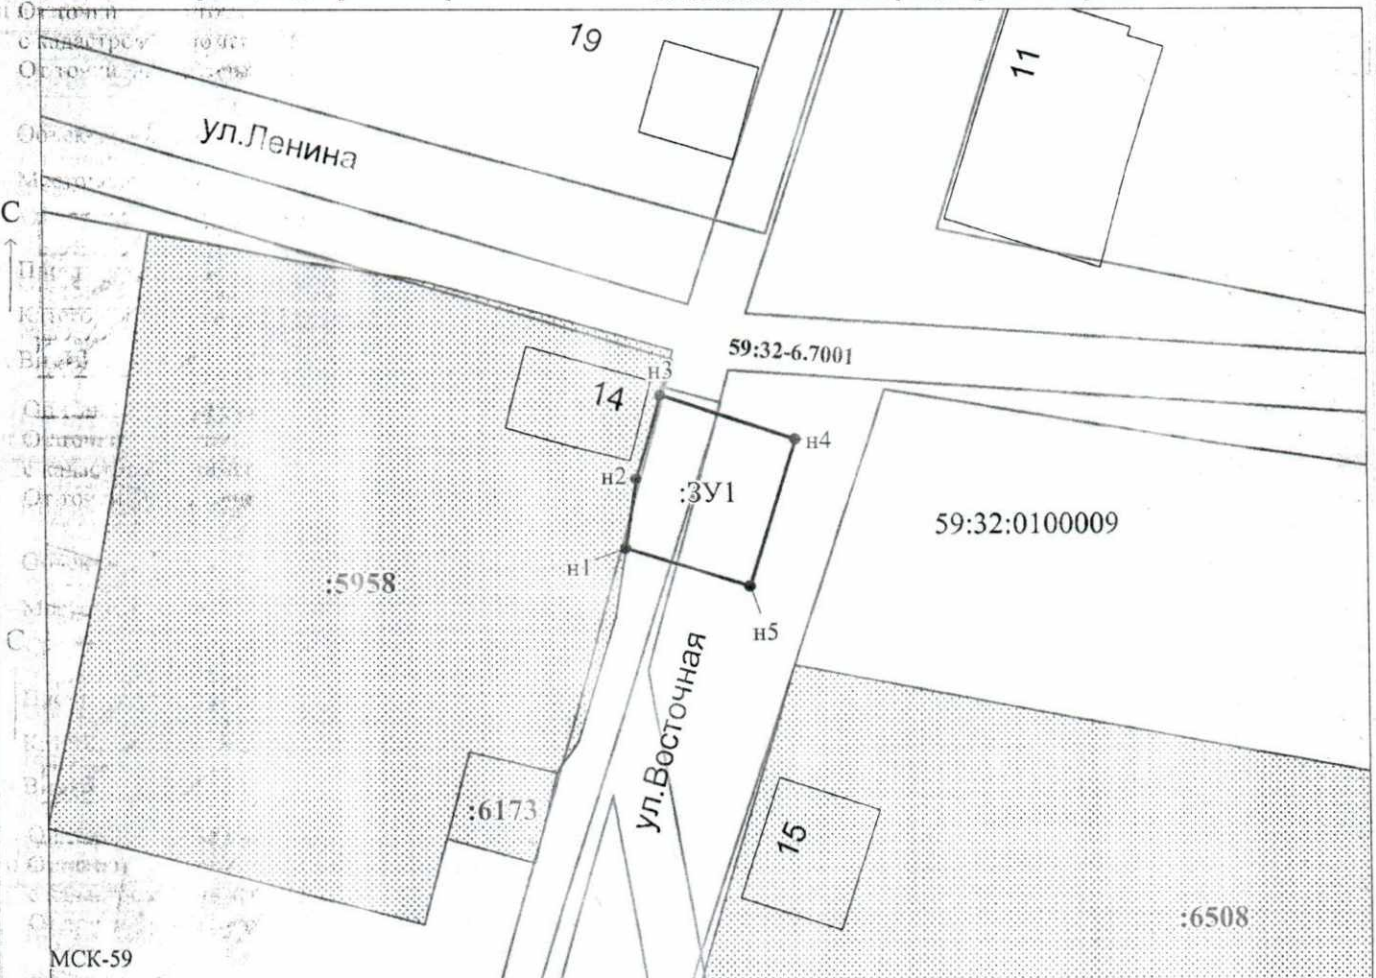 19
11
ул.Ленина
С
59:32-6.7001
н3
14
н4
н2
:ЗУ1
59:32:0100009
н1
:5958
н5
С
ул.Восточная
:6173
15
:6508
МСК-59